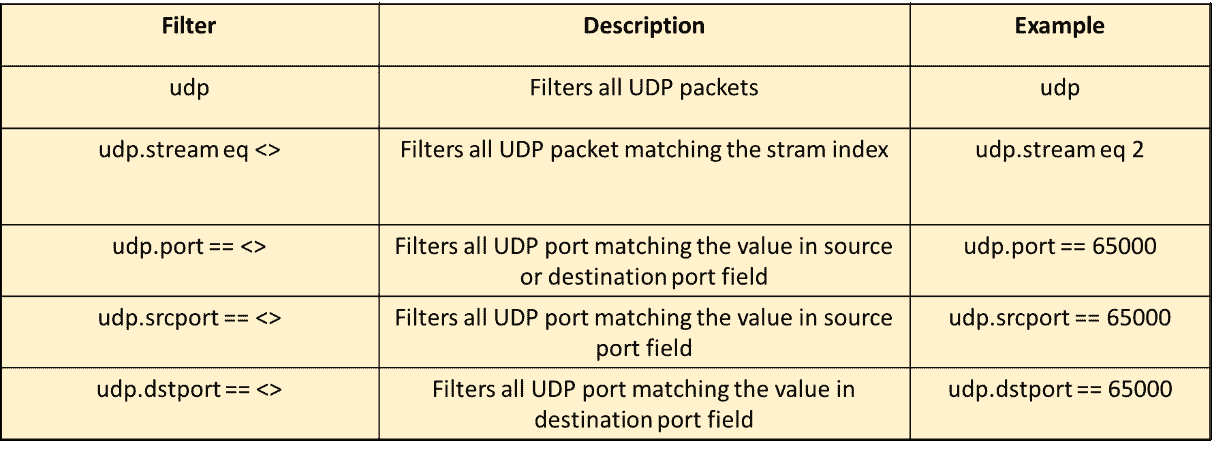 Filter Description Example
udp Filters all UDP packets udp
udp.stream eq <> Filters all UDP packet matching the stram index udp.stream eq 2
udp.port == <> Filters all UDP port matching the value in source udp.port == 65000
or destination port field
udp.srcport == <> Filters all UDP port matching the value in source udp.srcport == 65000
port field
udp.dstport == <> Filters all UDP port matching the value in udp.dstport == 65000
destination port field